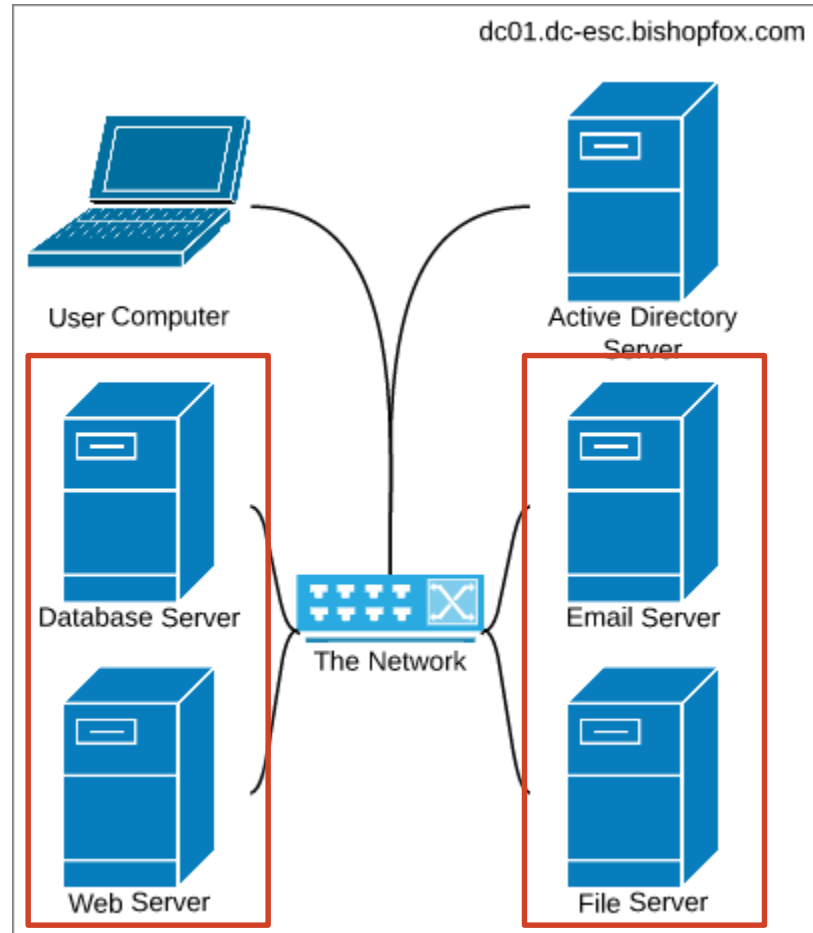 dc01.dc-esc.bishopfox.com
User Computer
Active Directory
Server
Database Server
Email Server
The Network
Web Server
File Server